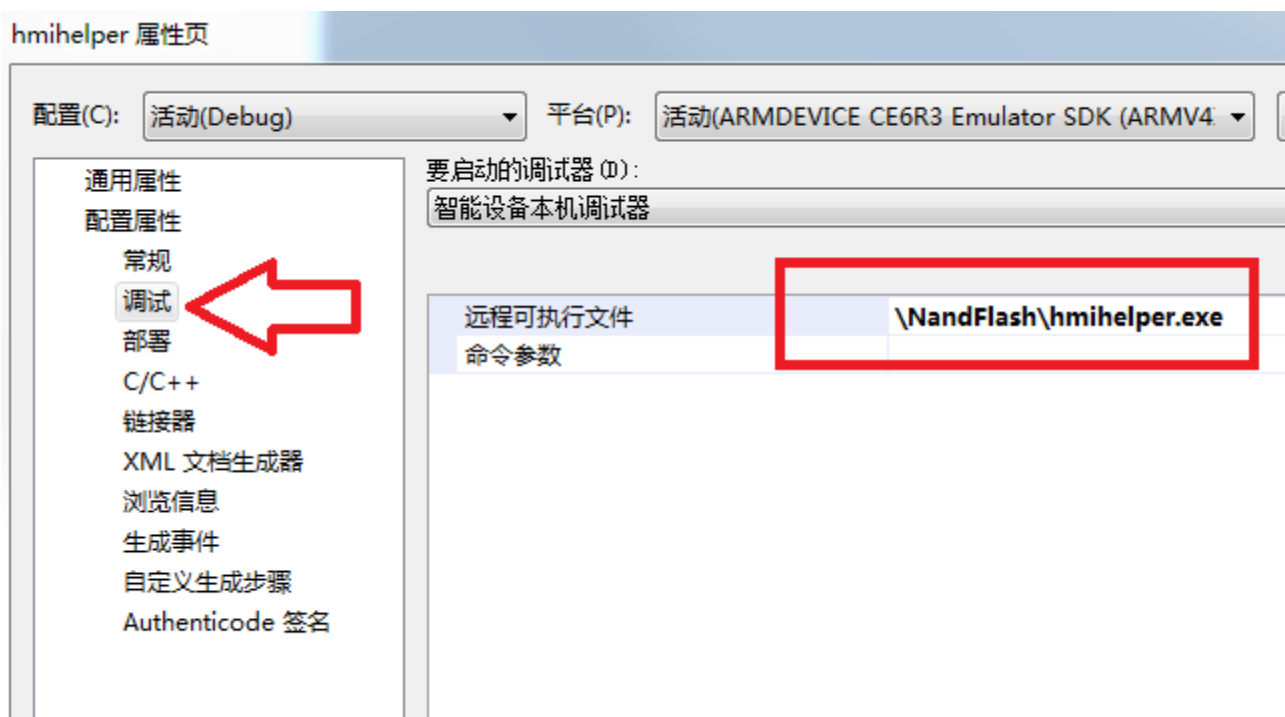 hmihelper 属性页
配置(C): 活动(Debug) 平台(P): 活动(ARMDEVICE CE6R3 Emulator SDK (ARMV4
通用属性
配置属性
常规
调试
部署
C/C++
链接器
XML 文档生成器
浏览信息
生成事件
自定义生成步骤
Authenticode 签名
要启动的调试器(D):
智能设备本机调试器
远程可执行文件 \NandFlash\hmihelper.exe
命令参数